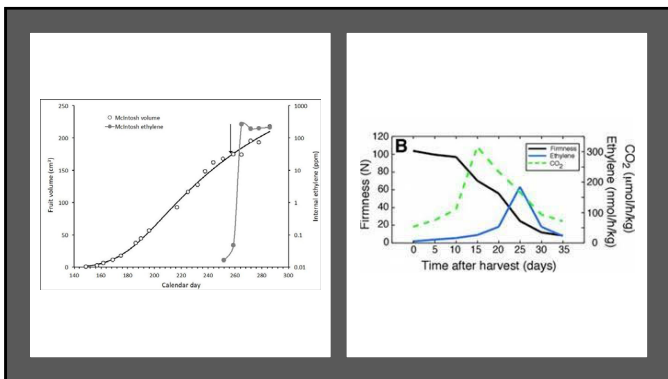 250
200
150
100
50
0
Fruit volume (cm³)
McIntosh volume
McIntosh ethylene
1000
100
10
1
0.1
0.01
Internal ethylene (ppm)
140 160 180 200 220 240 260 280 300
Calendar day
B
120
100
80
60
40
20
0
Firmness (N)
Firmness
Ethylene
CO₂
300
200
100
0
CO₂ (µmol/h/kg)
Ethylene (nmol/h/kg)
0 5 10 15 20 25 30 35
Time after harvest (days)